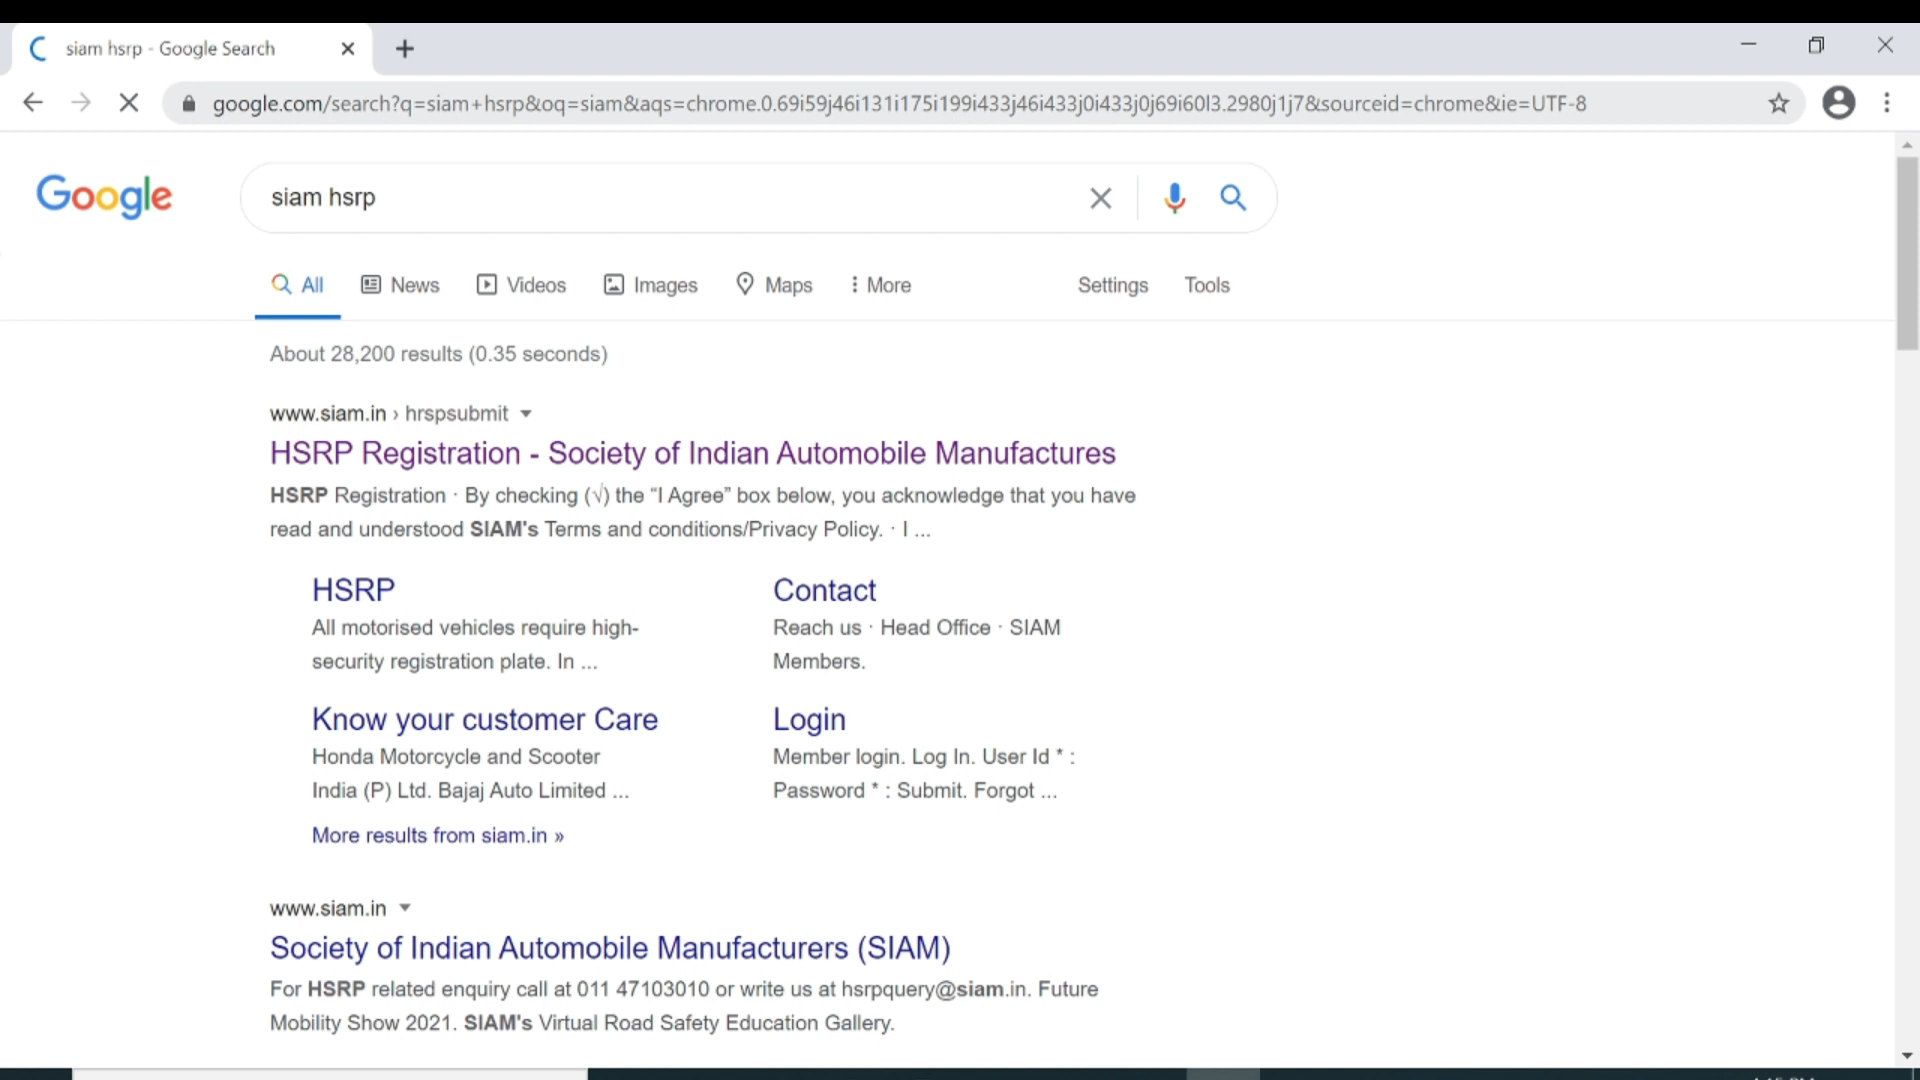 siam hsrp - Google Search
google.com/search?q=siam+hsrp&oq=siam&aqs=chrome.0.69i59j46i131i175i199i433j46i433j0i433j0j69i60l3.2980j1j7&sourceid=chrome&ie=UTF-8
Google
siam hsrp
All News Videos Images Maps More Settings Tools
About 28,200 results (0.35 seconds)
www.siam.in › hrspsubmit
HSRP Registration - Society of Indian Automobile Manufactures
HSRP Registration · By checking (√) the “I Agree” box below, you acknowledge that you have
read and understood SIAM's Terms and conditions/Privacy Policy. · I ...
HSRP
All motorised vehicles require high-
security registration plate. In ...
Contact
Reach us · Head Office · SIAM
Members.
Know your customer Care
Honda Motorcycle and Scooter
India (P) Ltd. Bajaj Auto Limited ...
Login
Member login. Log In. User Id * :
Password * : Submit. Forgot ...
More results from siam.in »
www.siam.in
Society of Indian Automobile Manufacturers (SIAM)
For HSRP related enquiry call at 011 47103010 or write us at hsrpquery@siam.in. Future
Mobility Show 2021. SIAM's Virtual Road Safety Education Gallery.